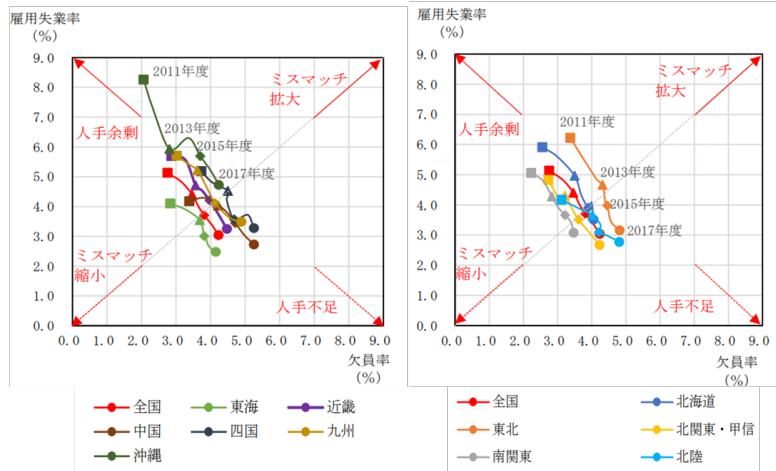 雇用失業率
（％）
9.0
8.0
7.0
6.0
5.0
4.0
3.0
2.0
1.0
0.0
0.0 1.0 2.0 3.0 4.0 5.0 6.0 7.0 8.0 9.0
欠員率
（％）
人手余剰
ミスマッチ
拡大
ミスマッチ
縮小
人手不足
2011年度
2013年度
2015年度
2017年度
全国 東海 近畿
中国 四国 九州
沖縄
雇用失業率
（％）
9.0
8.0
7.0
6.0
5.0
4.0
3.0
2.0
1.0
0.0
0.0 1.0 2.0 3.0 4.0 5.0 6.0 7.0 8.0 9.0
欠員率
（％）
人手余剰
ミスマッチ
拡大
ミスマッチ
縮小
人手不足
2011年度
2013年度
2015年度
2017年度
全国 北海道
東北 北関東・甲信
南関東 北陸